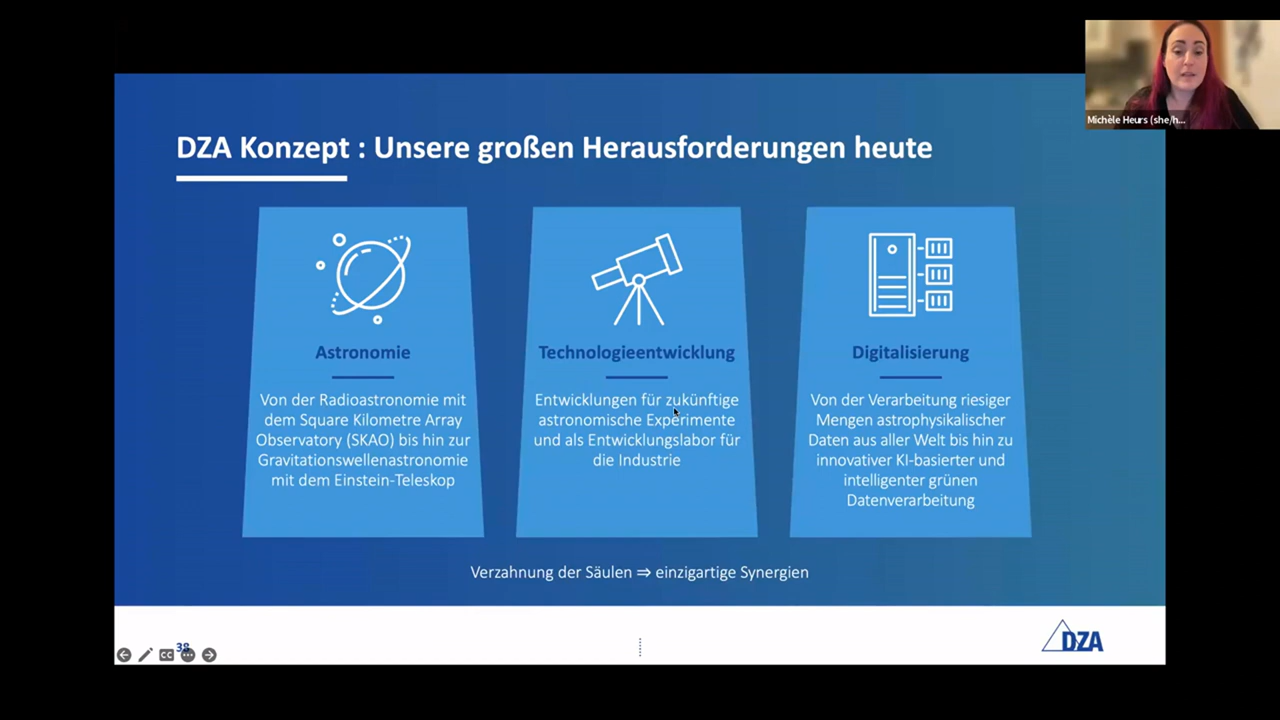 Michèle Heurs (she/h...
DZA Konzept : Unsere großen Herausforderungen heute
Astronomie
Von der Radioastronomie mit
dem Square Kilometre Array
Observatory (SKAO) bis hin zur
Gravitationswellenastronomie
mit dem Einstein-Teleskop
Technologieentwicklung
Entwicklungen für zukünftige
astronomische Experimente
und als Entwicklungslabor für
die Industrie
Digitalisierung
Von der Verarbeitung riesiger
Mengen astrophysikalischer
Daten aus aller Welt bis hin zu
innovativer KI-basierter und
intelligenter grünen
Datenverarbeitung
Verzahnung der Säulen ⇒ einzigartige Synergien
38
CC
DZA